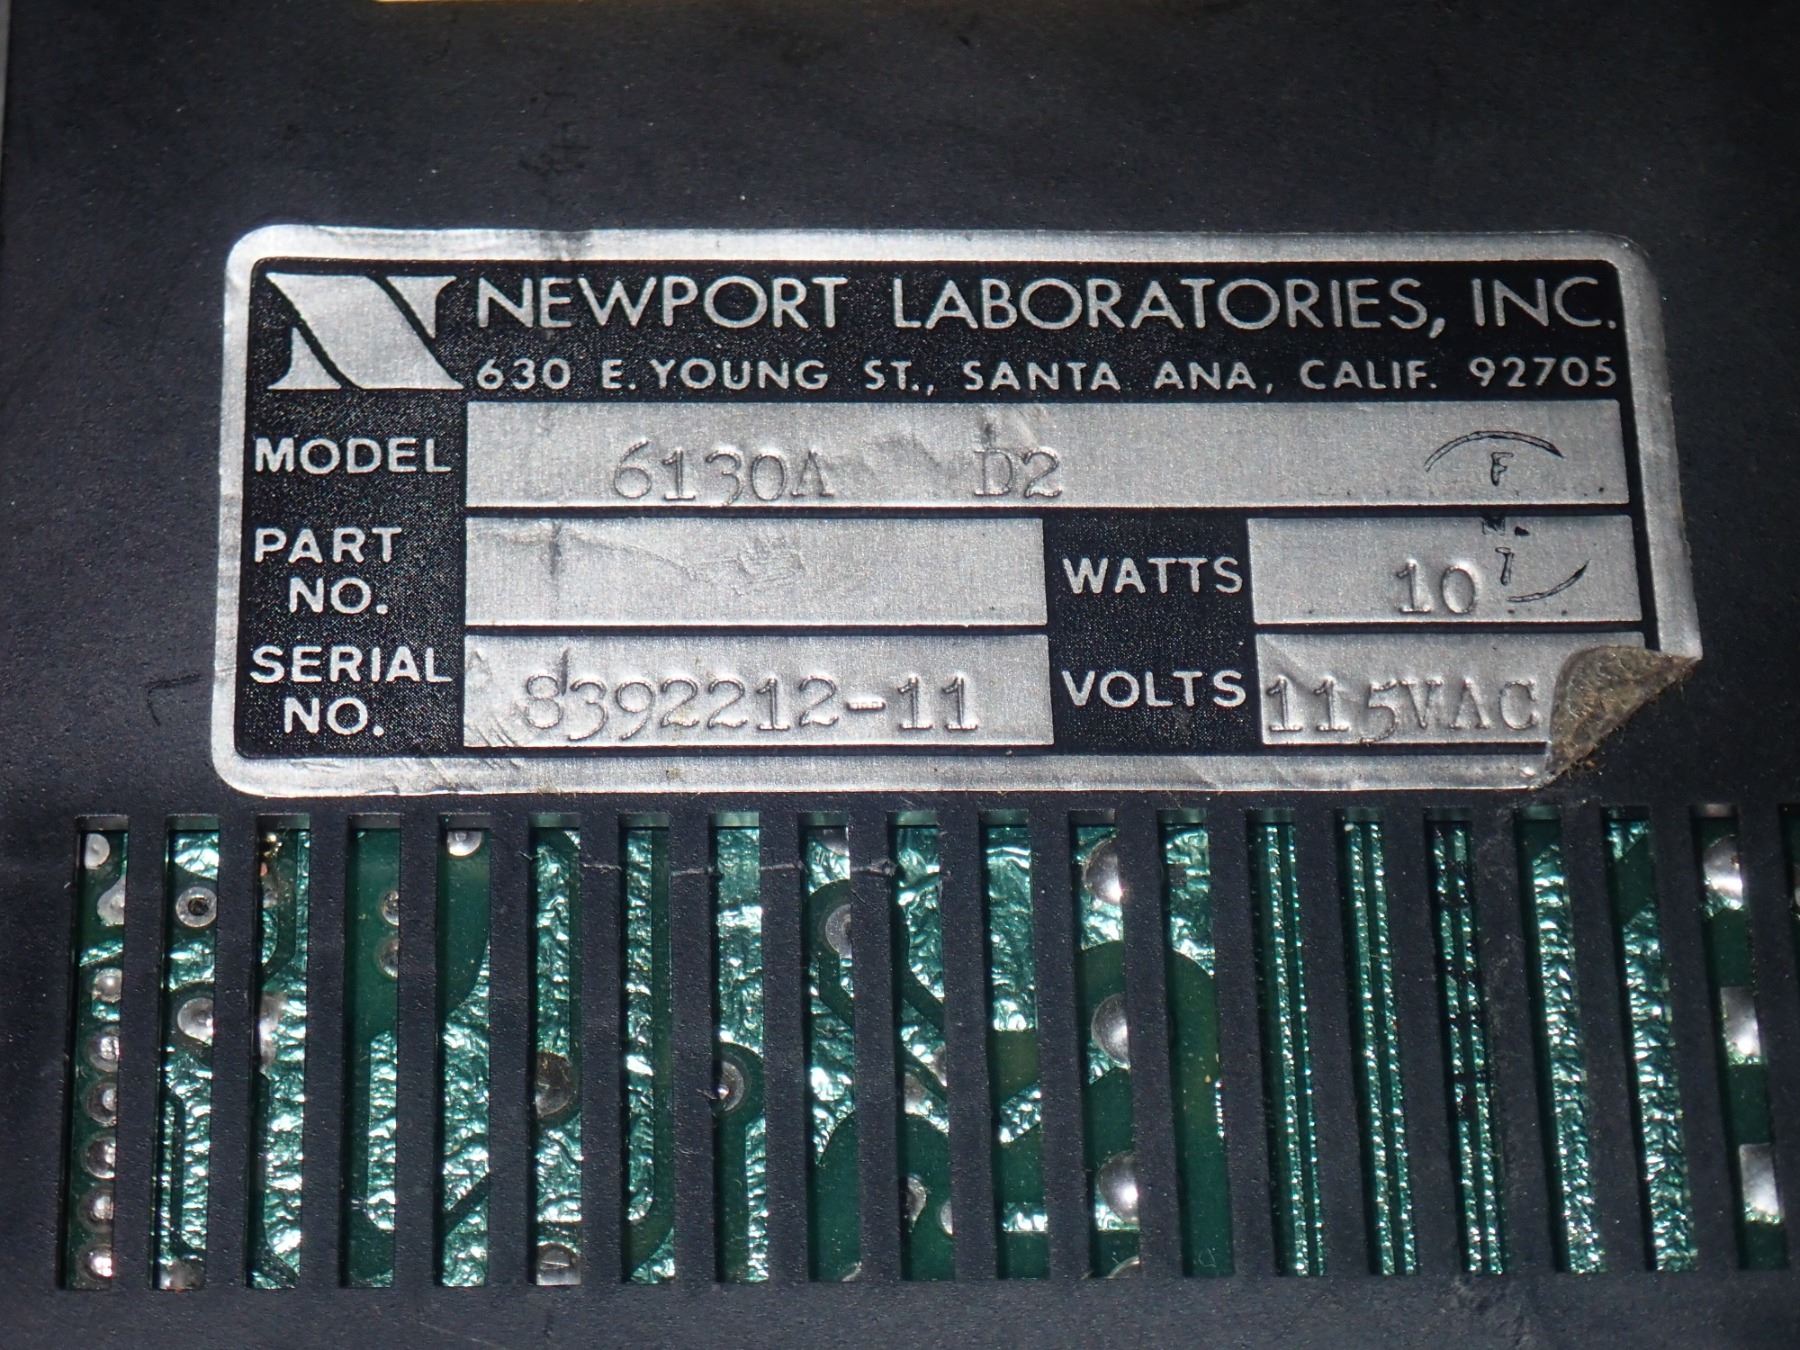 NEWPORT LABORATORIES, INC.
630 E. YOUNG ST., SANTA ANA, CALIF. 92705
MODEL 6130A D2
PART NO.
WATTS 10
SERIAL NO. 8392212-11
VOLTS 115VAC